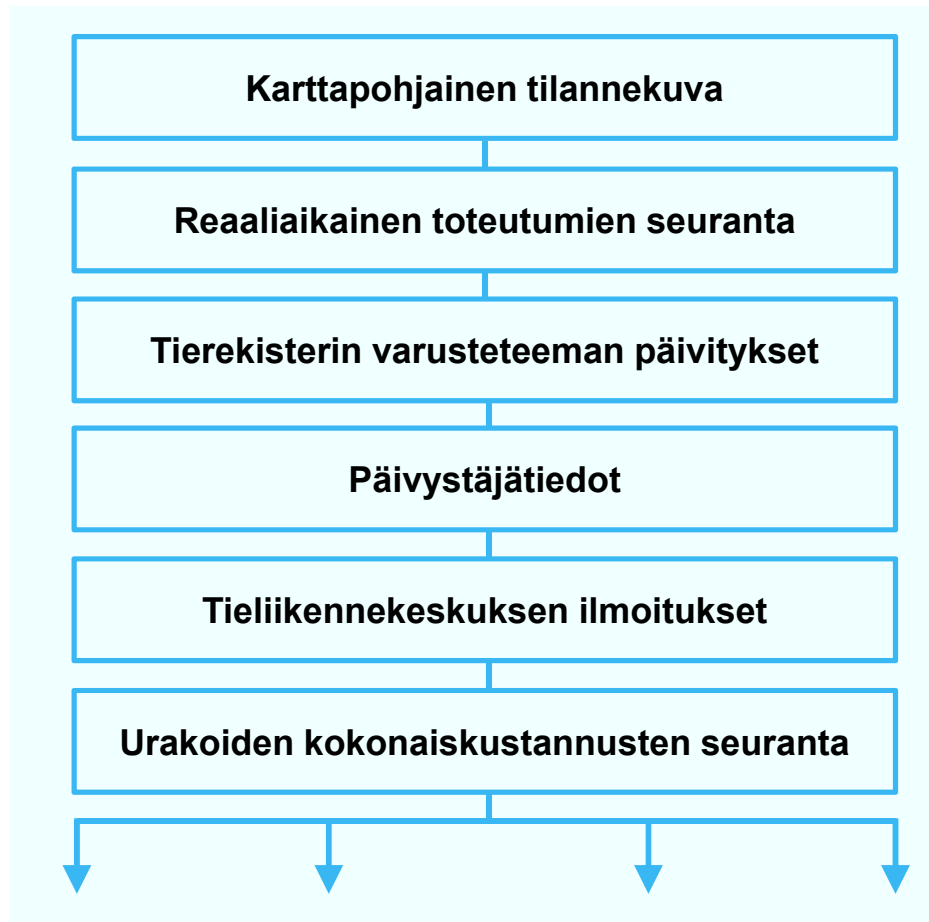 Karttapohjainen tilannekuva
Reaaliaikainen toteutumien seuranta
Tierekisterin varusteteeman päivitykset
Päivystäjätiedot
Tieliikennekeskuksen ilmoitukset
Urakoiden kokonaiskustannusten seuranta